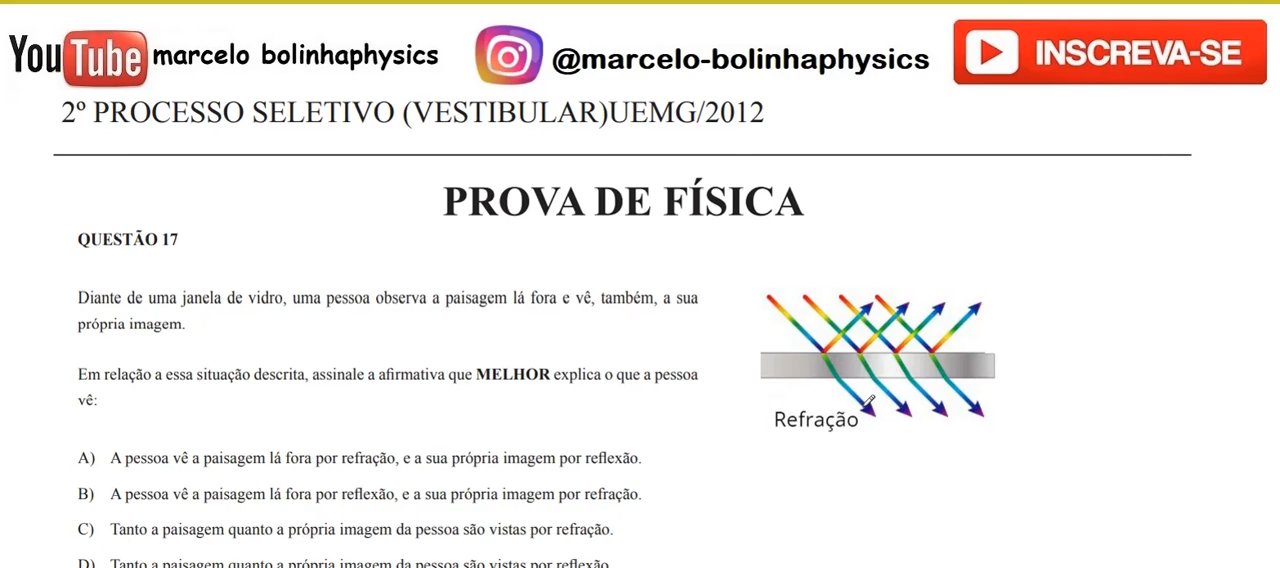 YouTube marcelo bolinhaphysics @marcelo-bolinhaphysics INSCREVA-SE
2º PROCESSO SELETIVO (VESTIBULAR)UEMG/2012
PROVA DE FÍSICA
QUESTÃO 17
Diante de uma janela de vidro, uma pessoa observa a paisagem lá fora e vê, também, a sua
própria imagem.
Em relação a essa situação descrita, assinale a afirmativa que MELHOR explica o que a pessoa
vê:
Refração
A) A pessoa vê a paisagem lá fora por refração, e a sua própria imagem por reflexão.
B) A pessoa vê a paisagem lá fora por reflexão, e a sua própria imagem por refração.
C) Tanto a paisagem quanto a própria imagem da pessoa são vistas por refração.
D) Tanto a paisagem quanto a própria imagem da pessoa são vistas por reflexão.